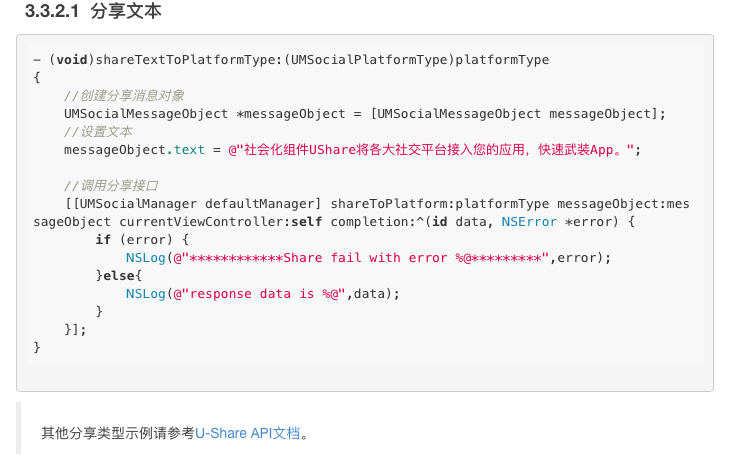 3.3.2.1 分享文本
- (void)shareTextToPlatformType:(UMSocialPlatformType)platformType
{
    //创建分享消息对象
    UMSocialMessageObject *messageObject = [UMSocialMessageObject messageObject];
    //设置文本
    messageObject.text = @"社会化组件UShare将各大社交平台接入您的应用，快速武装App。";
    //调用分享接口
    [[UMSocialManager defaultManager] shareToPlatform:platformType messageObject:mes
sageObject currentViewController:self completion:^(id data, NSError *error) {
        if (error) {
            NSLog(@"************Share fail with error %@*********",error);
        }else{
            NSLog(@"response data is %@",data);
        }
    }];
}
其他分享类型示例请参考U-Share API文档。